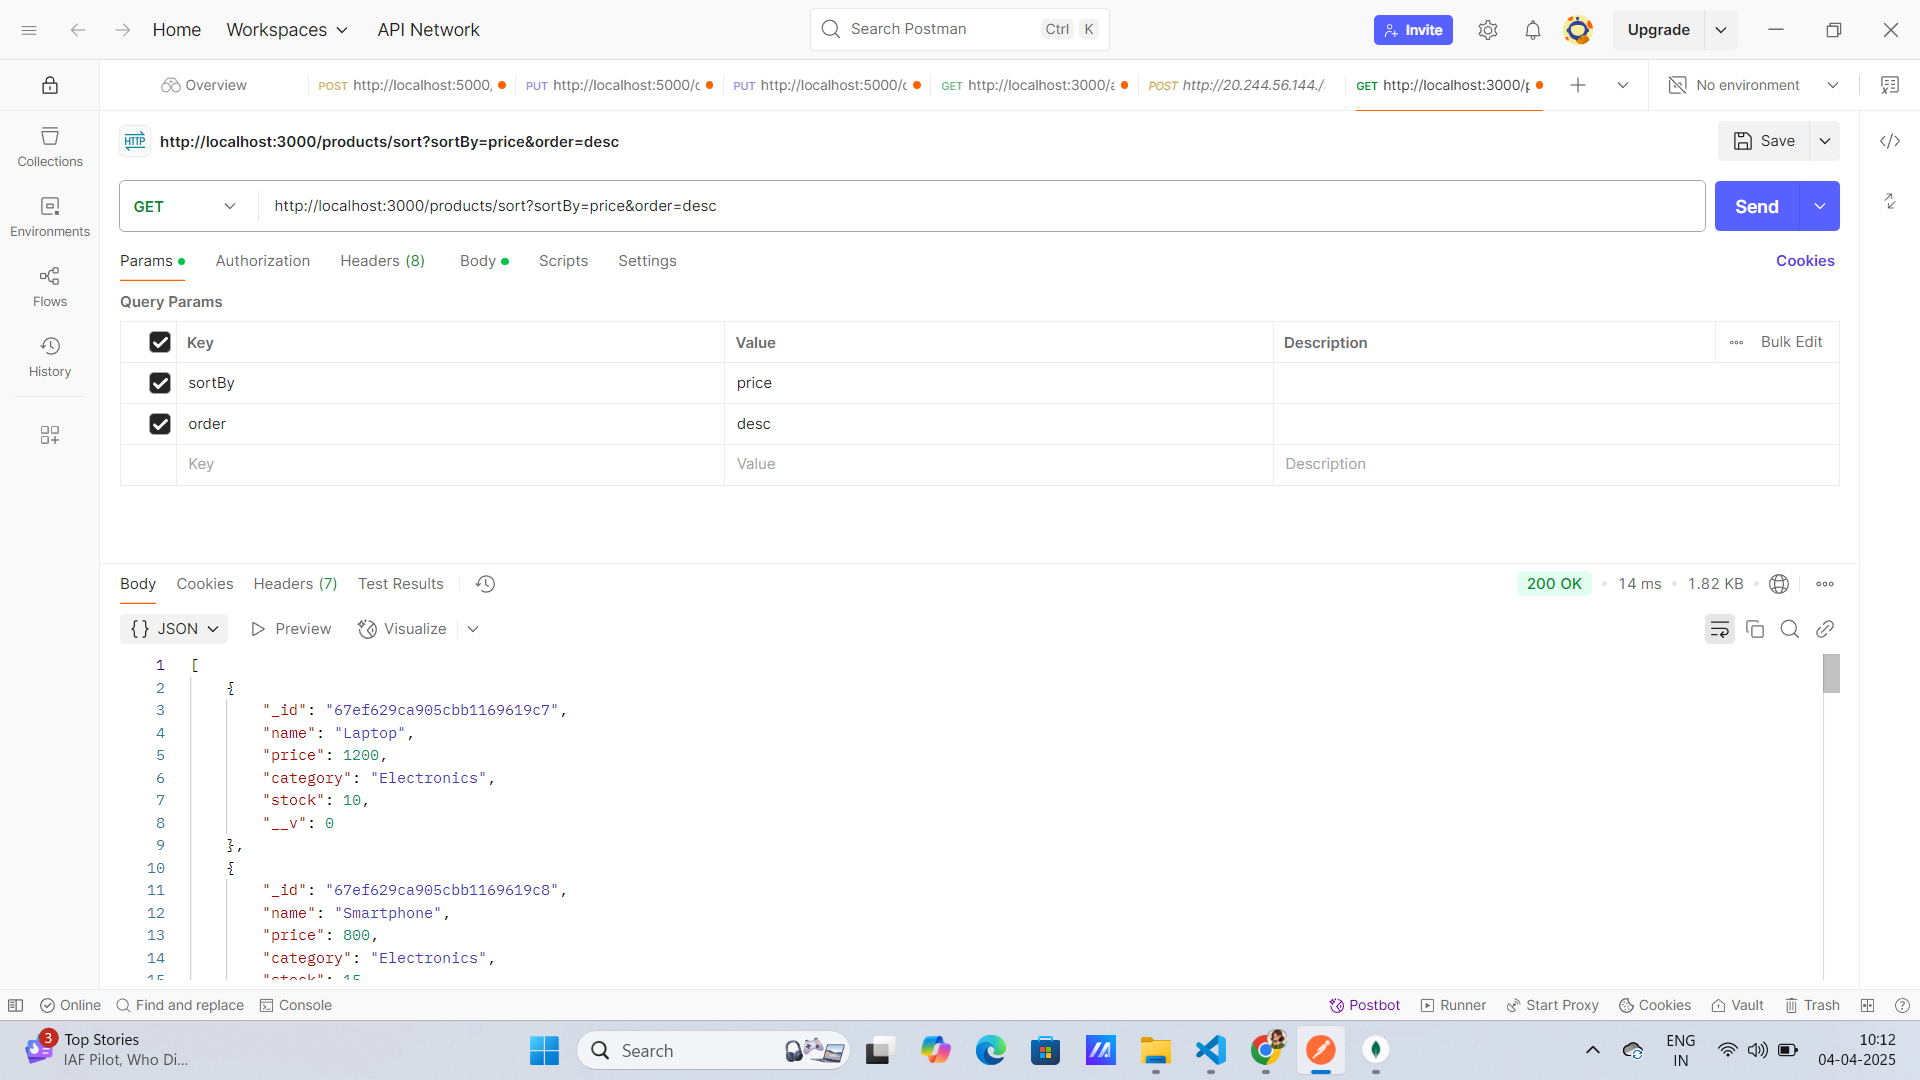 Home
Workspaces
API Network
Search Postman
Ctrl
K
Invite
Upgrade
Overview
POST http://localhost:5000/
PUT http://localhost:5000/c
PUT http://localhost:5000/c
GET http://localhost:3000/a
POST http://20.244.56.144./
GET http://localhost:3000/p
No environment
Collections
Environments
Flows
History
HTTP
http://localhost:3000/products/sort?sortBy=price&order=desc
Save
GET
http://localhost:3000/products/sort?sortBy=price&order=desc
Send
Params
Authorization
Headers (8)
Body
Scripts
Settings
Cookies
Query Params
Key
Value
Description
Bulk Edit
sortBy
price
order
desc
Key
Value
Description
Body
Cookies
Headers (7)
Test Results
200 OK
14 ms
1.82 KB
{} JSON
Preview
Visualize
1 [
2 {
3 "_id": "67ef629ca905cbb1169619c7",
4 "name": "Laptop",
5 "price": 1200,
6 "category": "Electronics",
7 "stock": 10,
8 "__v": 0
9 },
10 {
11 "_id": "67ef629ca905cbb1169619c8",
12 "name": "Smartphone",
13 "price": 800,
14 "category": "Electronics",
15 "stock": 15
Online
Find and replace
Console
Postbot
Runner
Start Proxy
Cookies
Vault
Trash
3
Top Stories
IAF Pilot, Who Di...
Search
ENG
IN
10:12
04-04-2025